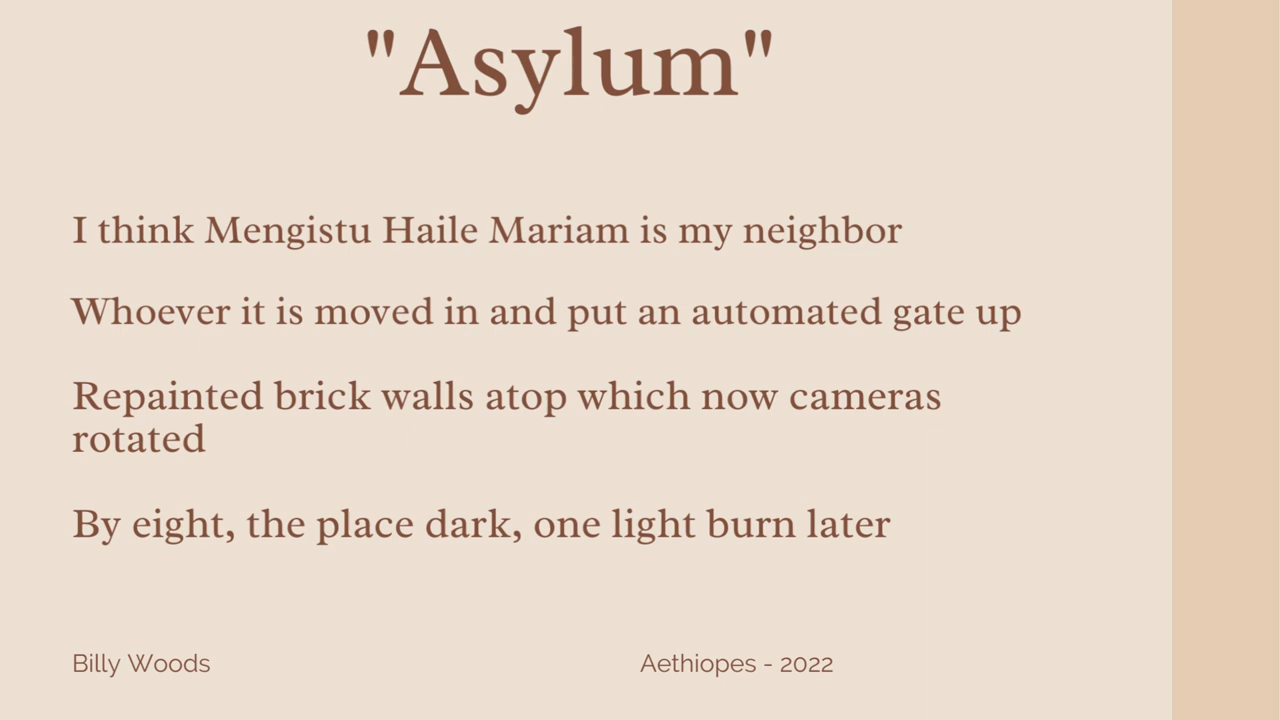 "Asylum"
I think Mengistu Haile Mariam is my neighbor
Whoever it is moved in and put an automated gate up
Repainted brick walls atop which now cameras
rotated
By eight, the place dark, one light burn later
Billy Woods
Aethiopes - 2022